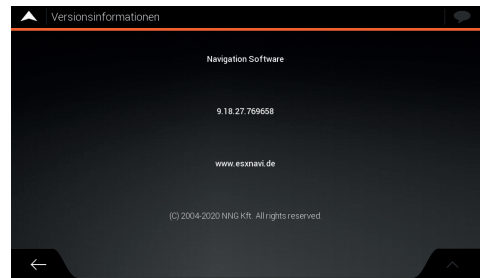 Versionsinformationen
Navigation Software
9.18.27.769658
www.esxnavi.de
(C) 2004-2020 NNG Kft. All rights reserved.